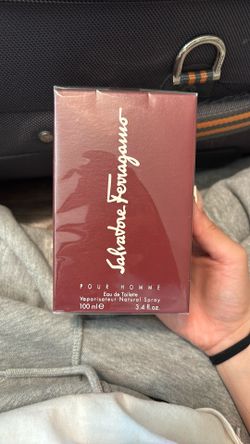 Salvatore Ferragamo
POUR HOMME
Eau de Toilette
Vaporisateur-Natural Spray
100 ml ℮ 3.4 fl.oz.